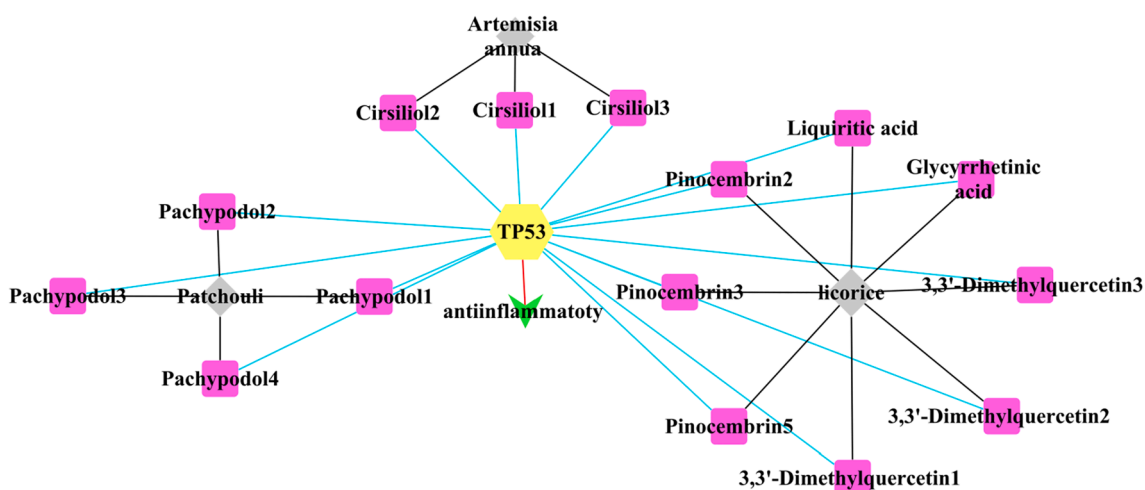 Artemisia
annua
Cirsiliol2
Cirsiliol1
Cirsiliol3
Liquiritic acid
Pinocembrin2
Glycyrrhetinic
acid
Pachypodol2
TP53
Pachypodol3
Patchouli
Pachypodol1
antiinflammatoty
Pinocembrin3
licorice
3,3'-Dimethylquercetin3
Pachypodol4
Pinocembrin5
3,3'-Dimethylquercetin2
3,3'-Dimethylquercetin1